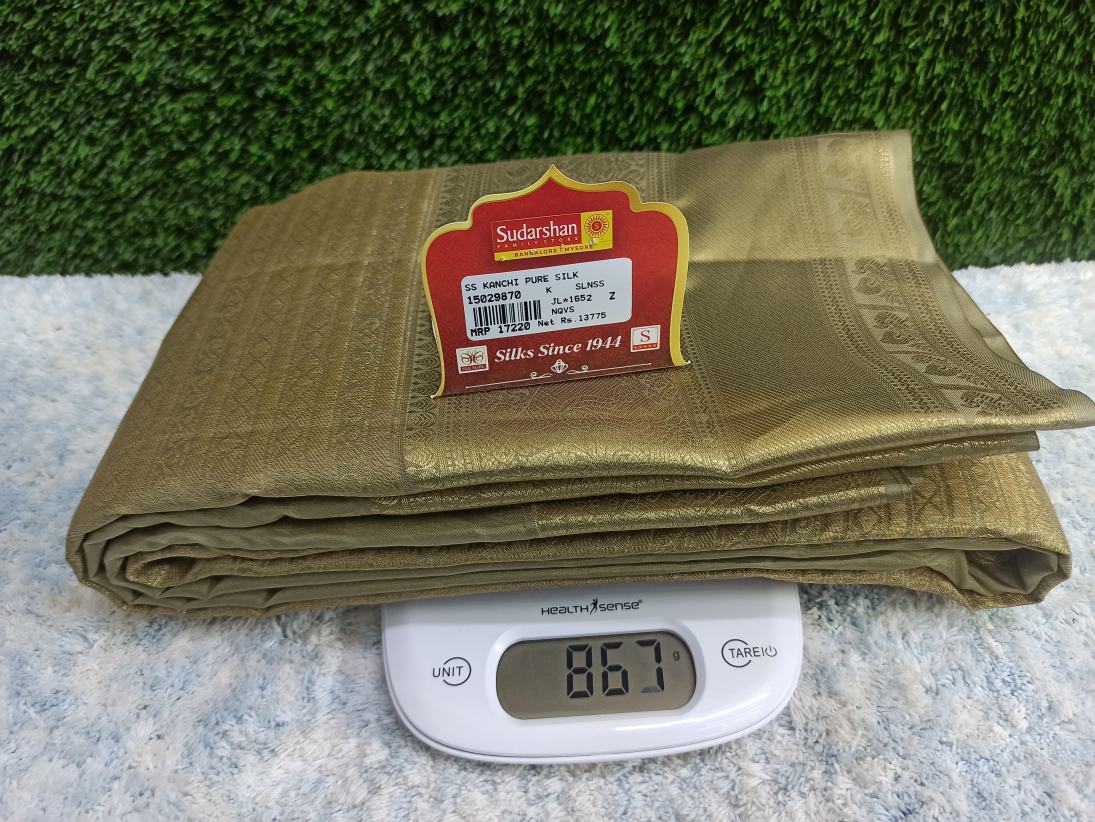 Sudarshan
FAMILY STORE
BANGALORE | MYSORE
SS KANCHI PURE SILK
15029870 K SLNSS
JL*1652 Z
NQVS
MRP 17220 Net Rs.13775
Silks Since 1944
S
HEALTH SENSE®
UNIT
867 g
TARE